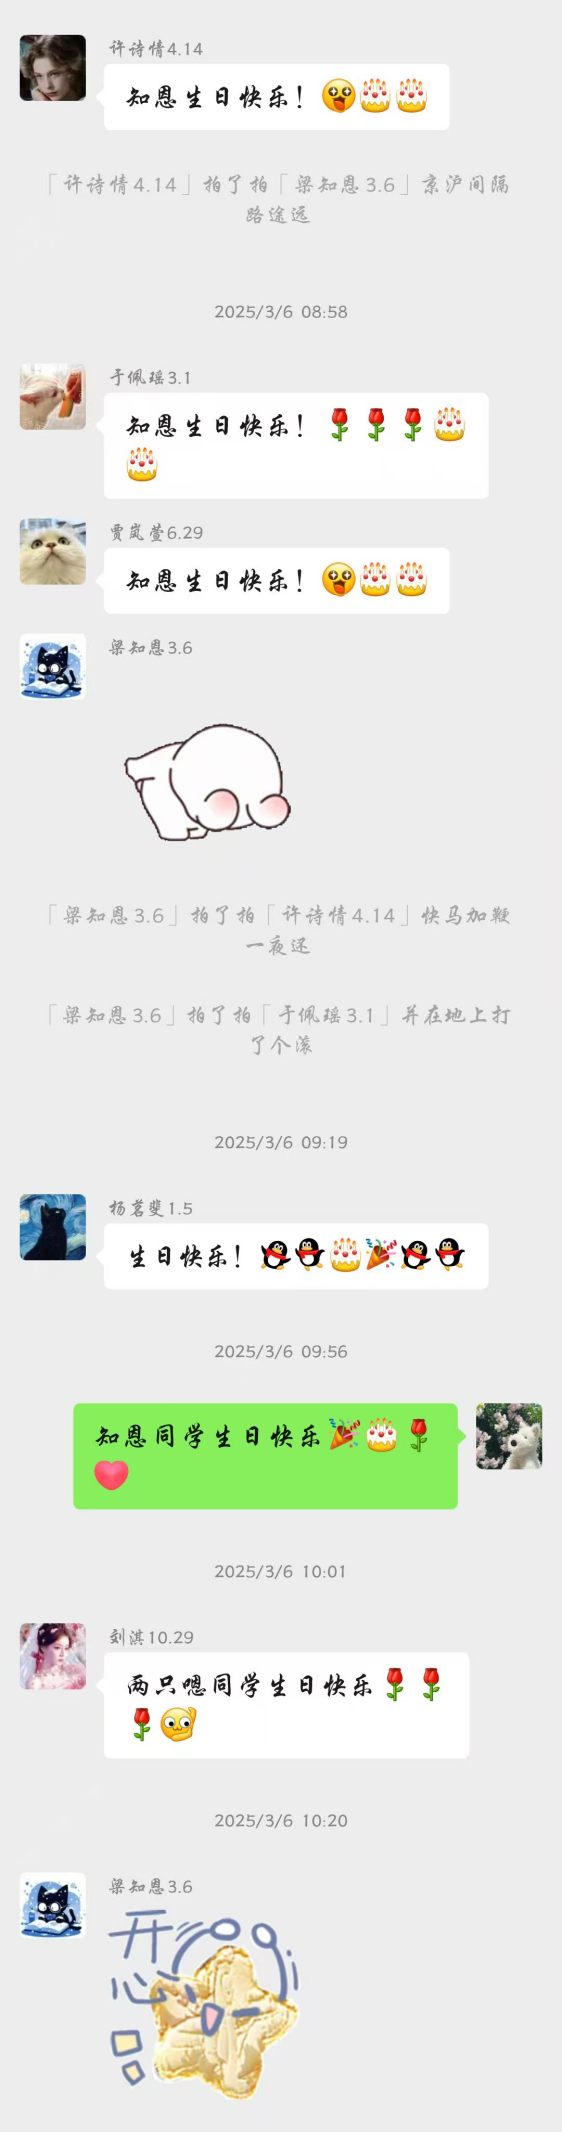 许诗情4.14
知恩生日快乐！🤩🎂🎂
「许诗情4.14」拍了拍「梁知恩3.6」京沪间隔
路途远
2025/3/6 08:58
于佩瑶3.1
知恩生日快乐！🌹🌹🌹🎂
🎂
贾岚萱6.29
知恩生日快乐！🤩🎂🎂
梁知恩3.6
「梁知恩3.6」拍了拍「许诗情4.14」快马加鞭
一夜还
「梁知恩3.6」拍了拍「于佩瑶3.1」并在地上打
了个滚
2025/3/6 09:19
杨茗斐1.5
生日快乐！🐧🐧🎂🎉🐧🐧
2025/3/6 09:56
知恩同学生日快乐🎉🎂🌹
❤️
2025/3/6 10:01
刘淇10.29
两只嗯同学生日快乐🌹🌹
🌹🫣
2025/3/6 10:20
梁知恩3.6
开
心